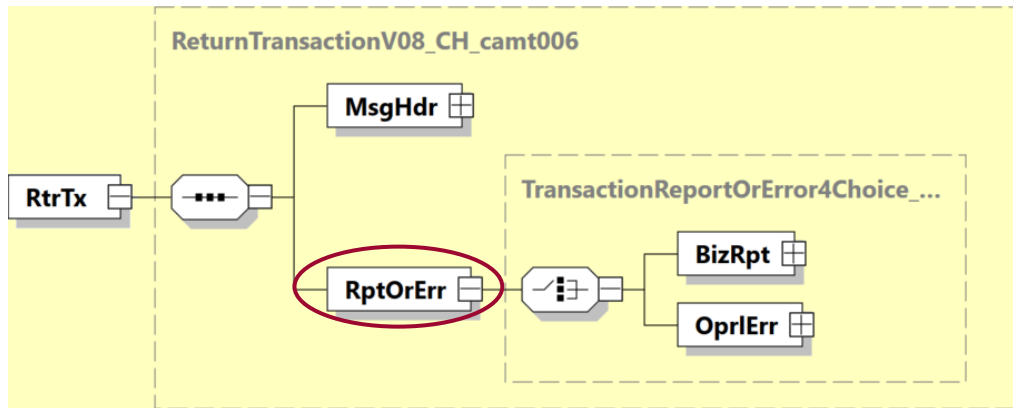 ReturnTransactionV08_CH_camt006
MsgHdr
RtrTx
TransactionReportOrError4Choice_...
BizRpt
RptOrErr
OprlErr